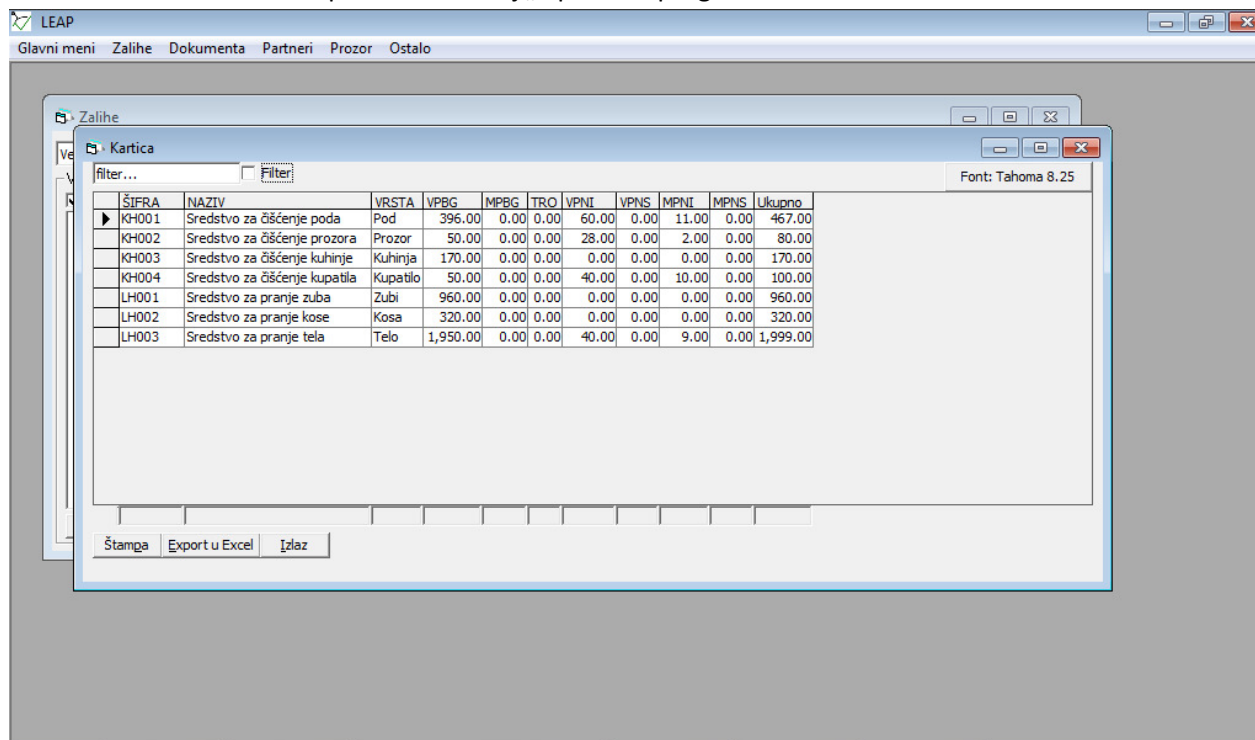 LEAP
Glavni meni Zalihe Dokumenta Partneri Prozor Ostalo
Zalihe
Ve
Kartica
filter... Filter Font: Tahoma 8.25
ŠIFRA NAZIV VRSTA VPBG MPBG TRO VPNI VPNS MPNI MPNS Ukupno
KH001 Sredstvo za čišćenje poda Pod 396.00 0.00 0.00 60.00 0.00 11.00 0.00 467.00
KH002 Sredstvo za čišćenje prozora Prozor 50.00 0.00 0.00 28.00 0.00 2.00 0.00 80.00
KH003 Sredstvo za čišćenje kuhinje Kuhinja 170.00 0.00 0.00 0.00 0.00 0.00 0.00 170.00
KH004 Sredstvo za čišćenje kupatila Kupatilo 50.00 0.00 0.00 40.00 0.00 10.00 0.00 100.00
LH001 Sredstvo za pranje zuba Zubi 960.00 0.00 0.00 0.00 0.00 0.00 0.00 960.00
LH002 Sredstvo za pranje kose Kosa 320.00 0.00 0.00 0.00 0.00 0.00 0.00 320.00
LH003 Sredstvo za pranje tela Telo 1,950.00 0.00 0.00 40.00 0.00 9.00 0.00 1,999.00
Štampa Export u Excel Izlaz